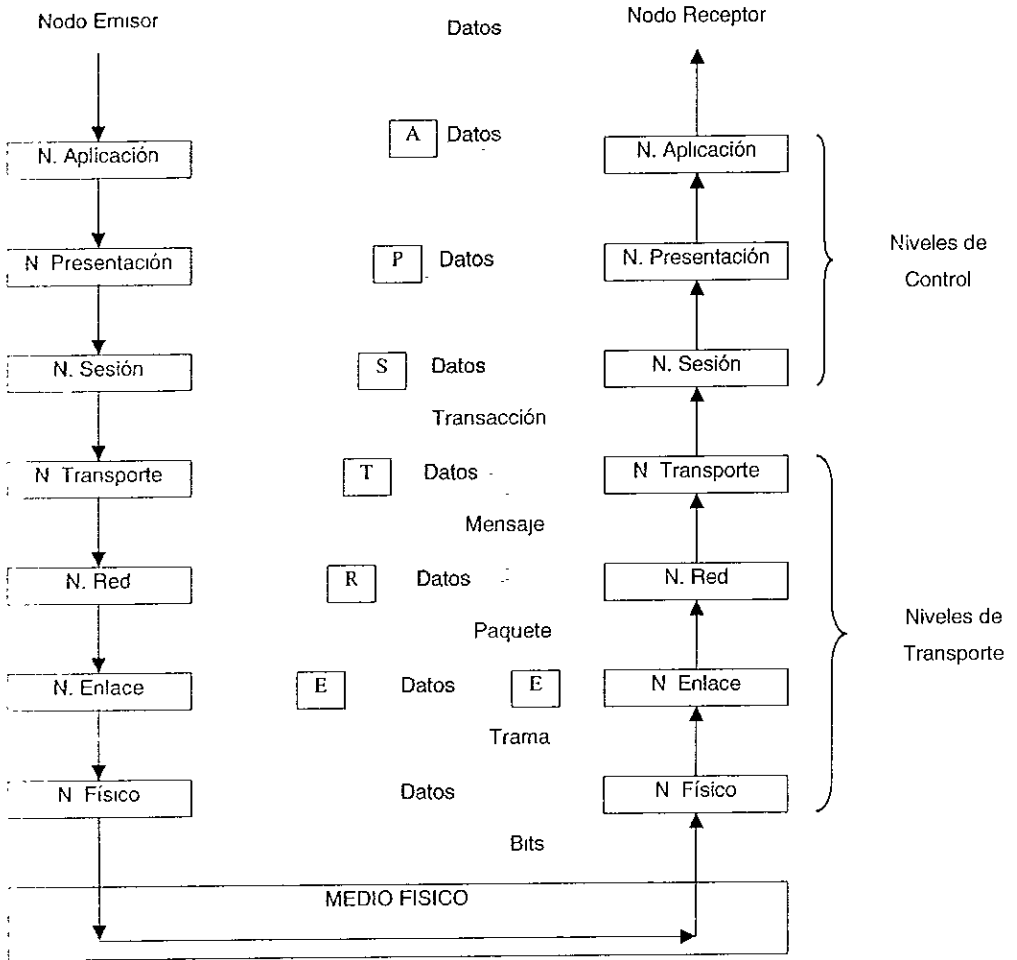 Nodo Emisor Datos Nodo Receptor
A Datos
N. Aplicación N. Aplicación
Niveles de
N Presentación P Datos N. Presentación
Control
N. Sesión S Datos N. Sesión
Transacción
N Transporte T Datos N Transporte
Mensaje
N. Red R Datos N. Red
Niveles de
Paquete
Transporte
N. Enlace E Datos E N Enlace
Trama
N Físico Datos N Físico
Bits
MEDIO FISICO